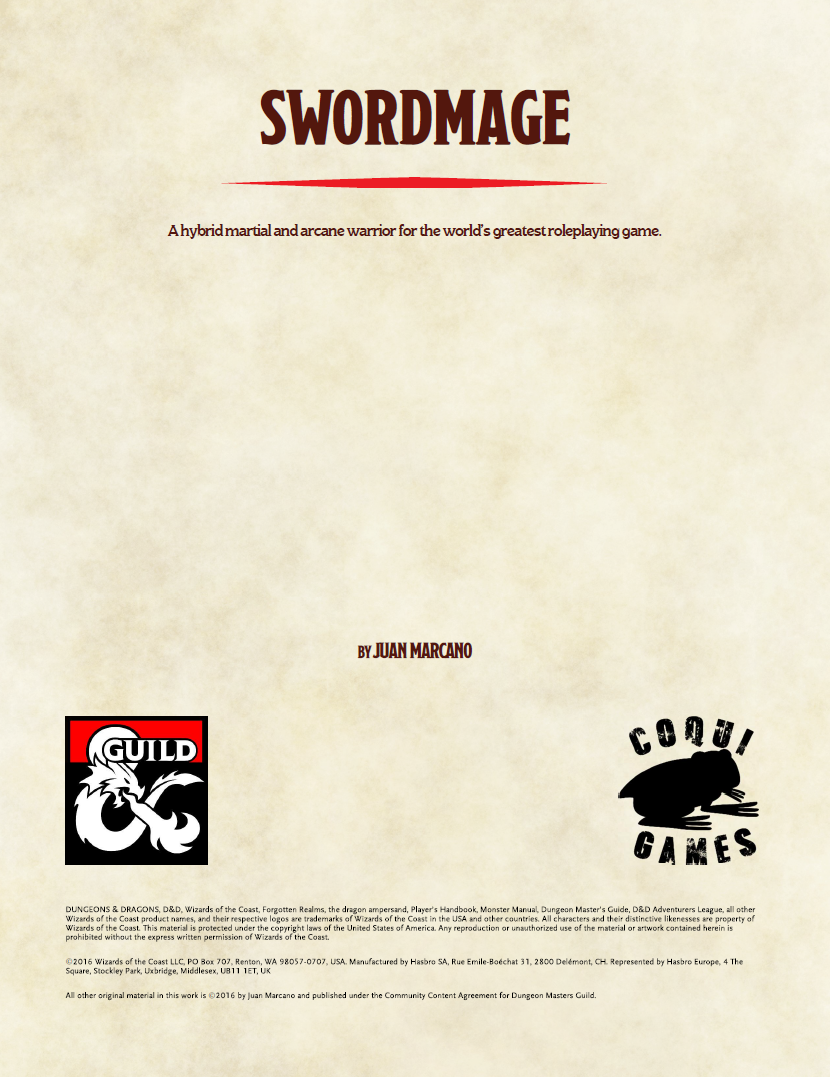 SWORDMAGE
A hybrid martial and arcane warrior for the world's greatest roleplaying game.
BY JUAN MARCANO
GUILD
&
COQUI
GAMES
DUNGEONS & DRAGONS, D&D, Wizards of the Coast, Forgotten Realms, the dragon ampersand, Player's Handbook, Monster Manual, Dungeon Master's Guide, D&D Adventurers League, all other
Wizards of the Coast product names, and their respective logos are trademarks of Wizards of the Coast in the USA and other countries. All characters and their distinctive likenesses are property of
Wizards of the Coast. This material is protected under the copyright laws of the United States of America. Any reproduction or unauthorized use of the material or artwork contained herein is
prohibited without the express written permission of Wizards of the Coast.
©2016 Wizards of the Coast LLC, PO Box 707, Renton, WA 98057-0707, USA. Manufactured by Hasbro SA, Rue Emile-Boéchat 31, 2800 Delémont, CH. Represented by Hasbro Europe, 4 The
Square, Stockley Park, Uxbridge, Middlesex, UB11 1ET, UK
All other original material in this work is ©2016 by Juan Marcano and published under the Community Content Agreement for Dungeon Masters Guild.